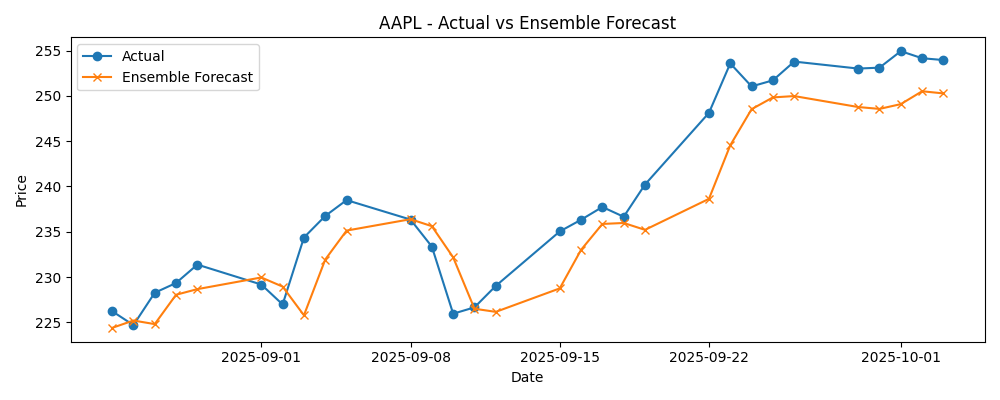 AAPL - Actual vs Ensemble Forecast
Actual
Ensemble Forecast
Price
255
250
245
240
235
230
225
2025-09-01
2025-09-08
2025-09-15
2025-09-22
2025-10-01
Date